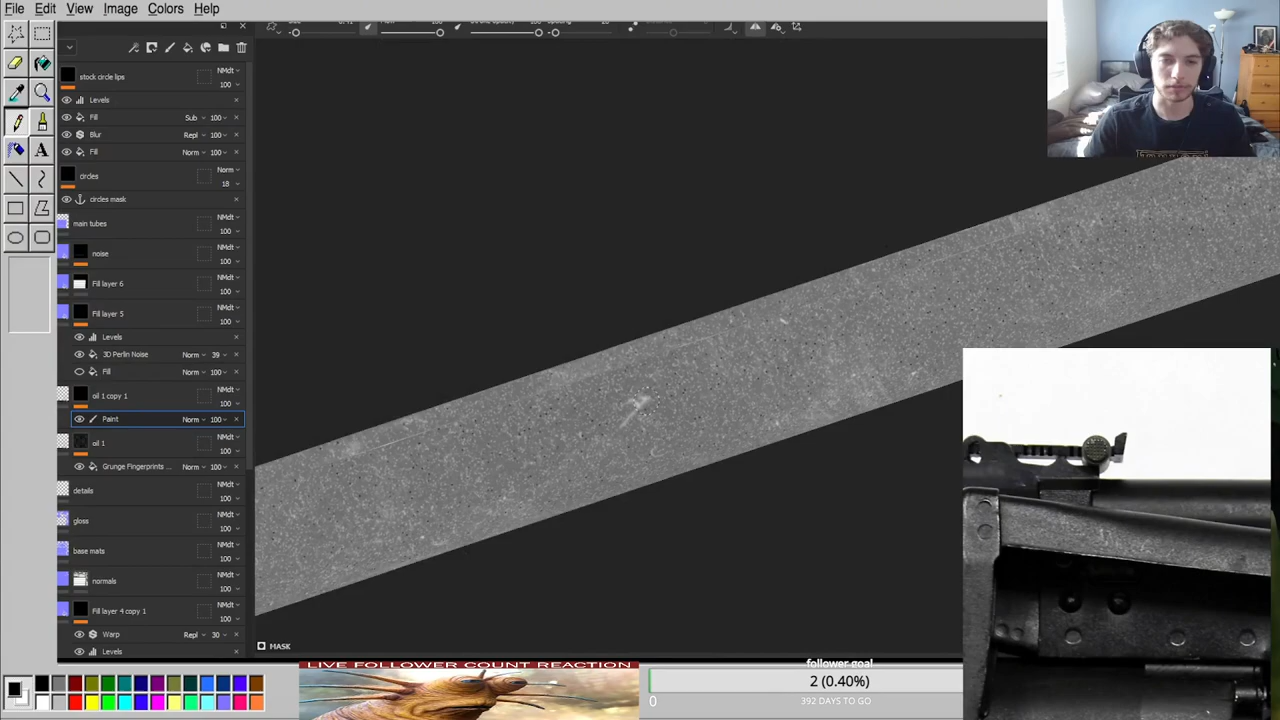 File Edit View Image Colors Help
NMdt
stock circle lips
100
Levels
Fill Sub 100
Blur Repl 100
Fill Norm 100
Norm
circles
18
circles mask
NMdt
main tubes
100
NMdt
noise
100
NMdt
Fill layer 6
100
NMdt
Fill layer 5
100
Levels
3D Perlin Noise Norm 39
Fill Norm 100
NMdt
oil 1 copy 1
100
Paint Norm 100
NMdt
oil 1
100
Grunge Fingerprints ... Norm 100
NMdt
details
100
NMdt
gloss
100
NMdt
base mats
100
NMdt
normals
100
NMdt
Fill layer 4 copy 1
100
Warp Repl 30
Levels
MASK
LIVE FOLLOWER COUNT REACTION
follower goal
2 (0.40%)
0
392 DAYS TO GO